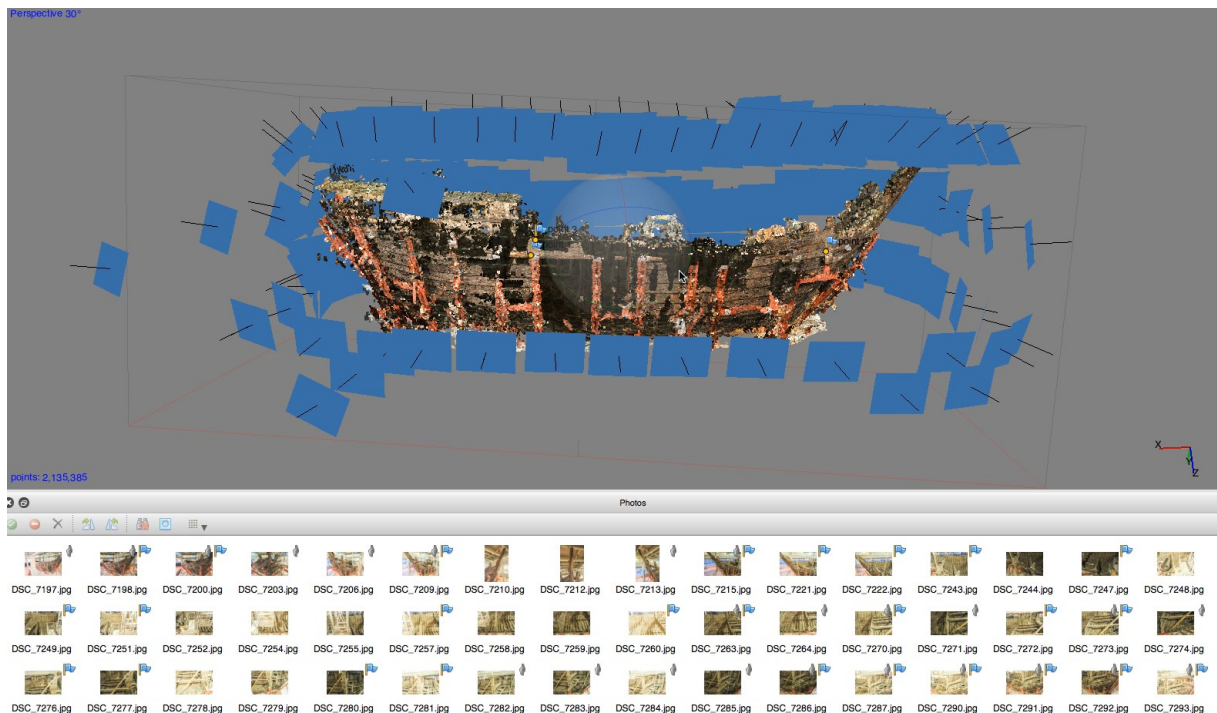 Perspective 30°
point 2
X
Y
Z
points: 2,135,385
Photos
DSC_7197.jpg DSC_7198.jpg DSC_7200.jpg DSC_7203.jpg DSC_7206.jpg DSC_7209.jpg DSC_7210.jpg DSC_7212.jpg DSC_7213.jpg DSC_7215.jpg DSC_7221.jpg DSC_7222.jpg DSC_7243.jpg DSC_7244.jpg DSC_7247.jpg DSC_7248.jpg
DSC_7249.jpg DSC_7251.jpg DSC_7252.jpg DSC_7254.jpg DSC_7255.jpg DSC_7257.jpg DSC_7258.jpg DSC_7259.jpg DSC_7260.jpg DSC_7263.jpg DSC_7264.jpg DSC_7270.jpg DSC_7271.jpg DSC_7272.jpg DSC_7273.jpg DSC_7274.jpg
DSC_7276.jpg DSC_7277.jpg DSC_7278.jpg DSC_7279.jpg DSC_7280.jpg DSC_7281.jpg DSC_7282.jpg DSC_7283.jpg DSC_7284.jpg DSC_7285.jpg DSC_7286.jpg DSC_7287.jpg DSC_7290.jpg DSC_7291.jpg DSC_7292.jpg DSC_7293.jpg